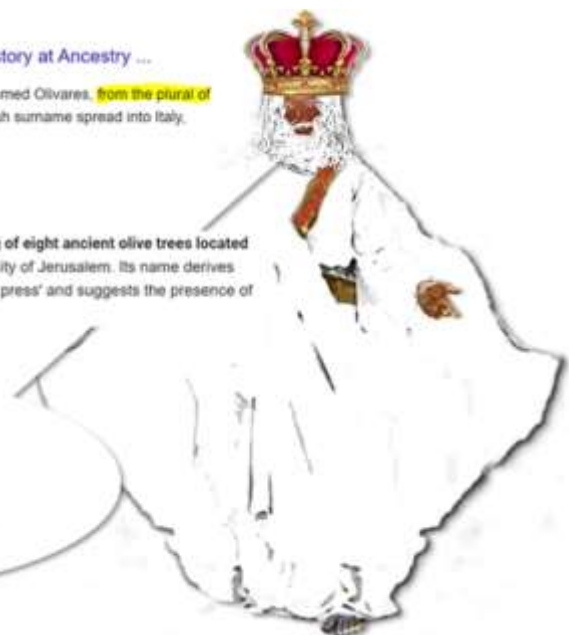 story at Ancestry ...
med Olivares, from the plural of
h surname spread into Italy,
of eight ancient olive trees located
ity of Jerusalem. Its name derives
press' and suggests the presence of